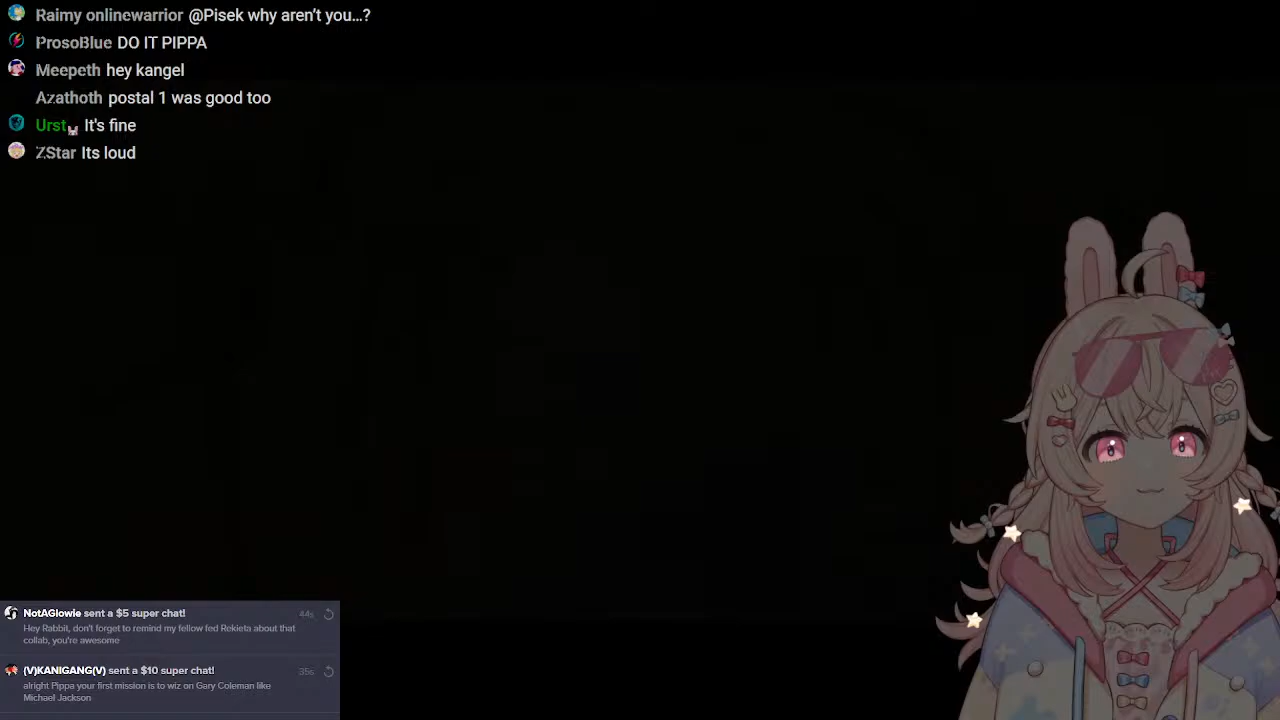 Raimy onlinewarrior @Pisek why aren't you…?
ProsoBlue DO IT PIPPA
Meepeth hey kangel
Azathoth postal 1 was good too
Urst It's fine
ZStar Its loud
NotAGlowie sent a $5 super chat! 44s
Hey Rabbit, don't forget to remind my fellow fed Rekieta about that
collab, you're awesome
(V)KANIGANG(V) sent a $10 super chat! 35s
alright Pippa your first mission is to wiz on Gary Coleman like
Michael Jackson